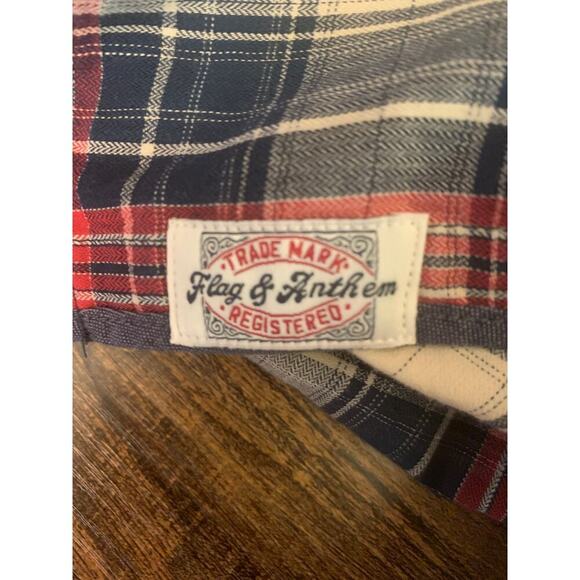 TRADE MARK
Flag & Anthem
REGISTERED